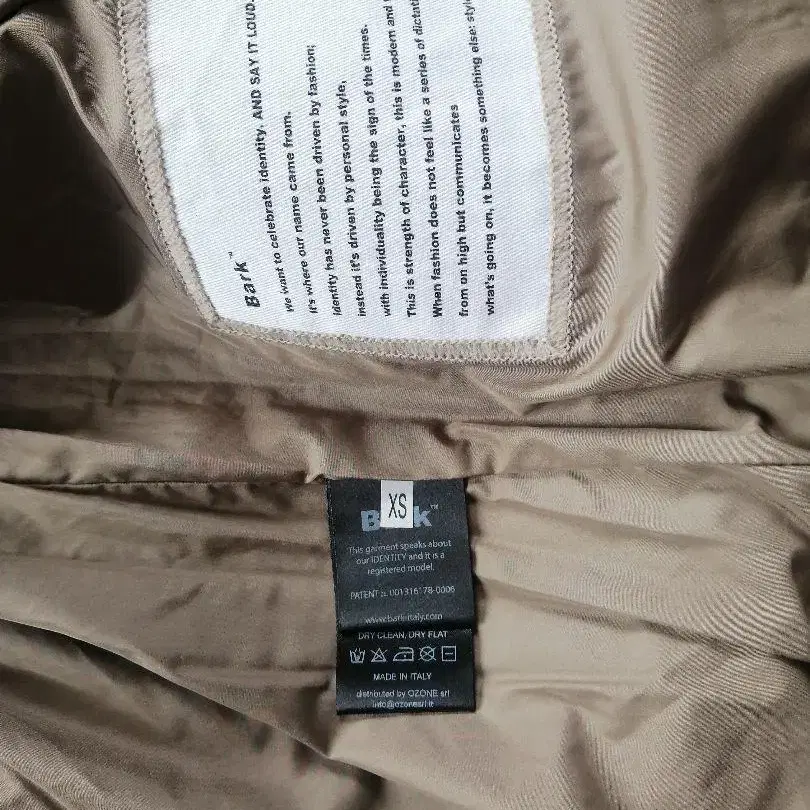 Bark™
We want to celebrate identity. AND SAY IT LOUD.
it's where our name came from.
Identity has never been driven by fashion;
instead it's driven by personal style,
with individuality being the sign of the times.
This is strength of character, this is modern and
When fashion does not feel like a series of
from on high but communicates
what's going on, it becomes something else:
XS
B k™
This garment speaks about
our IDENTITY and it is a
registered model.
PATENT n. 001316178-0006
www.barkitaly.com
DRY CLEAN, DRY FLAT
MADE IN ITALY
distributed by OZONE srl
info@ozonesrl.it